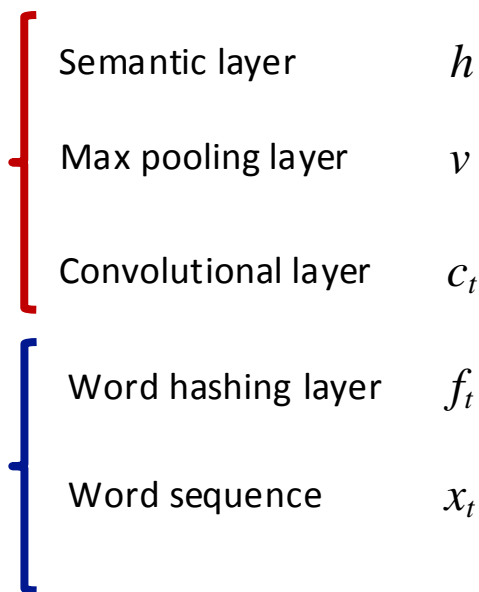 Semantic layer h
Max pooling layer v
Convolutional layer c_t
Word hashing layer f_t
Word sequence x_t